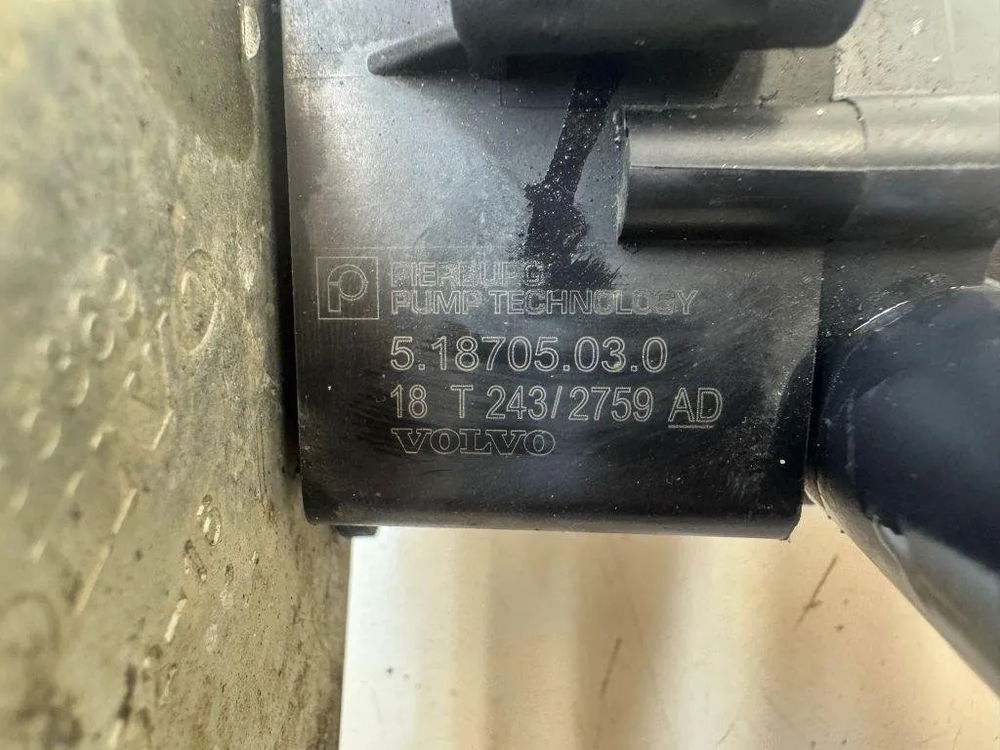 PIERBURG
PUMP TECHNOLOGY
5.18705.03.0
18 T 243/2759 AD
VOLVO